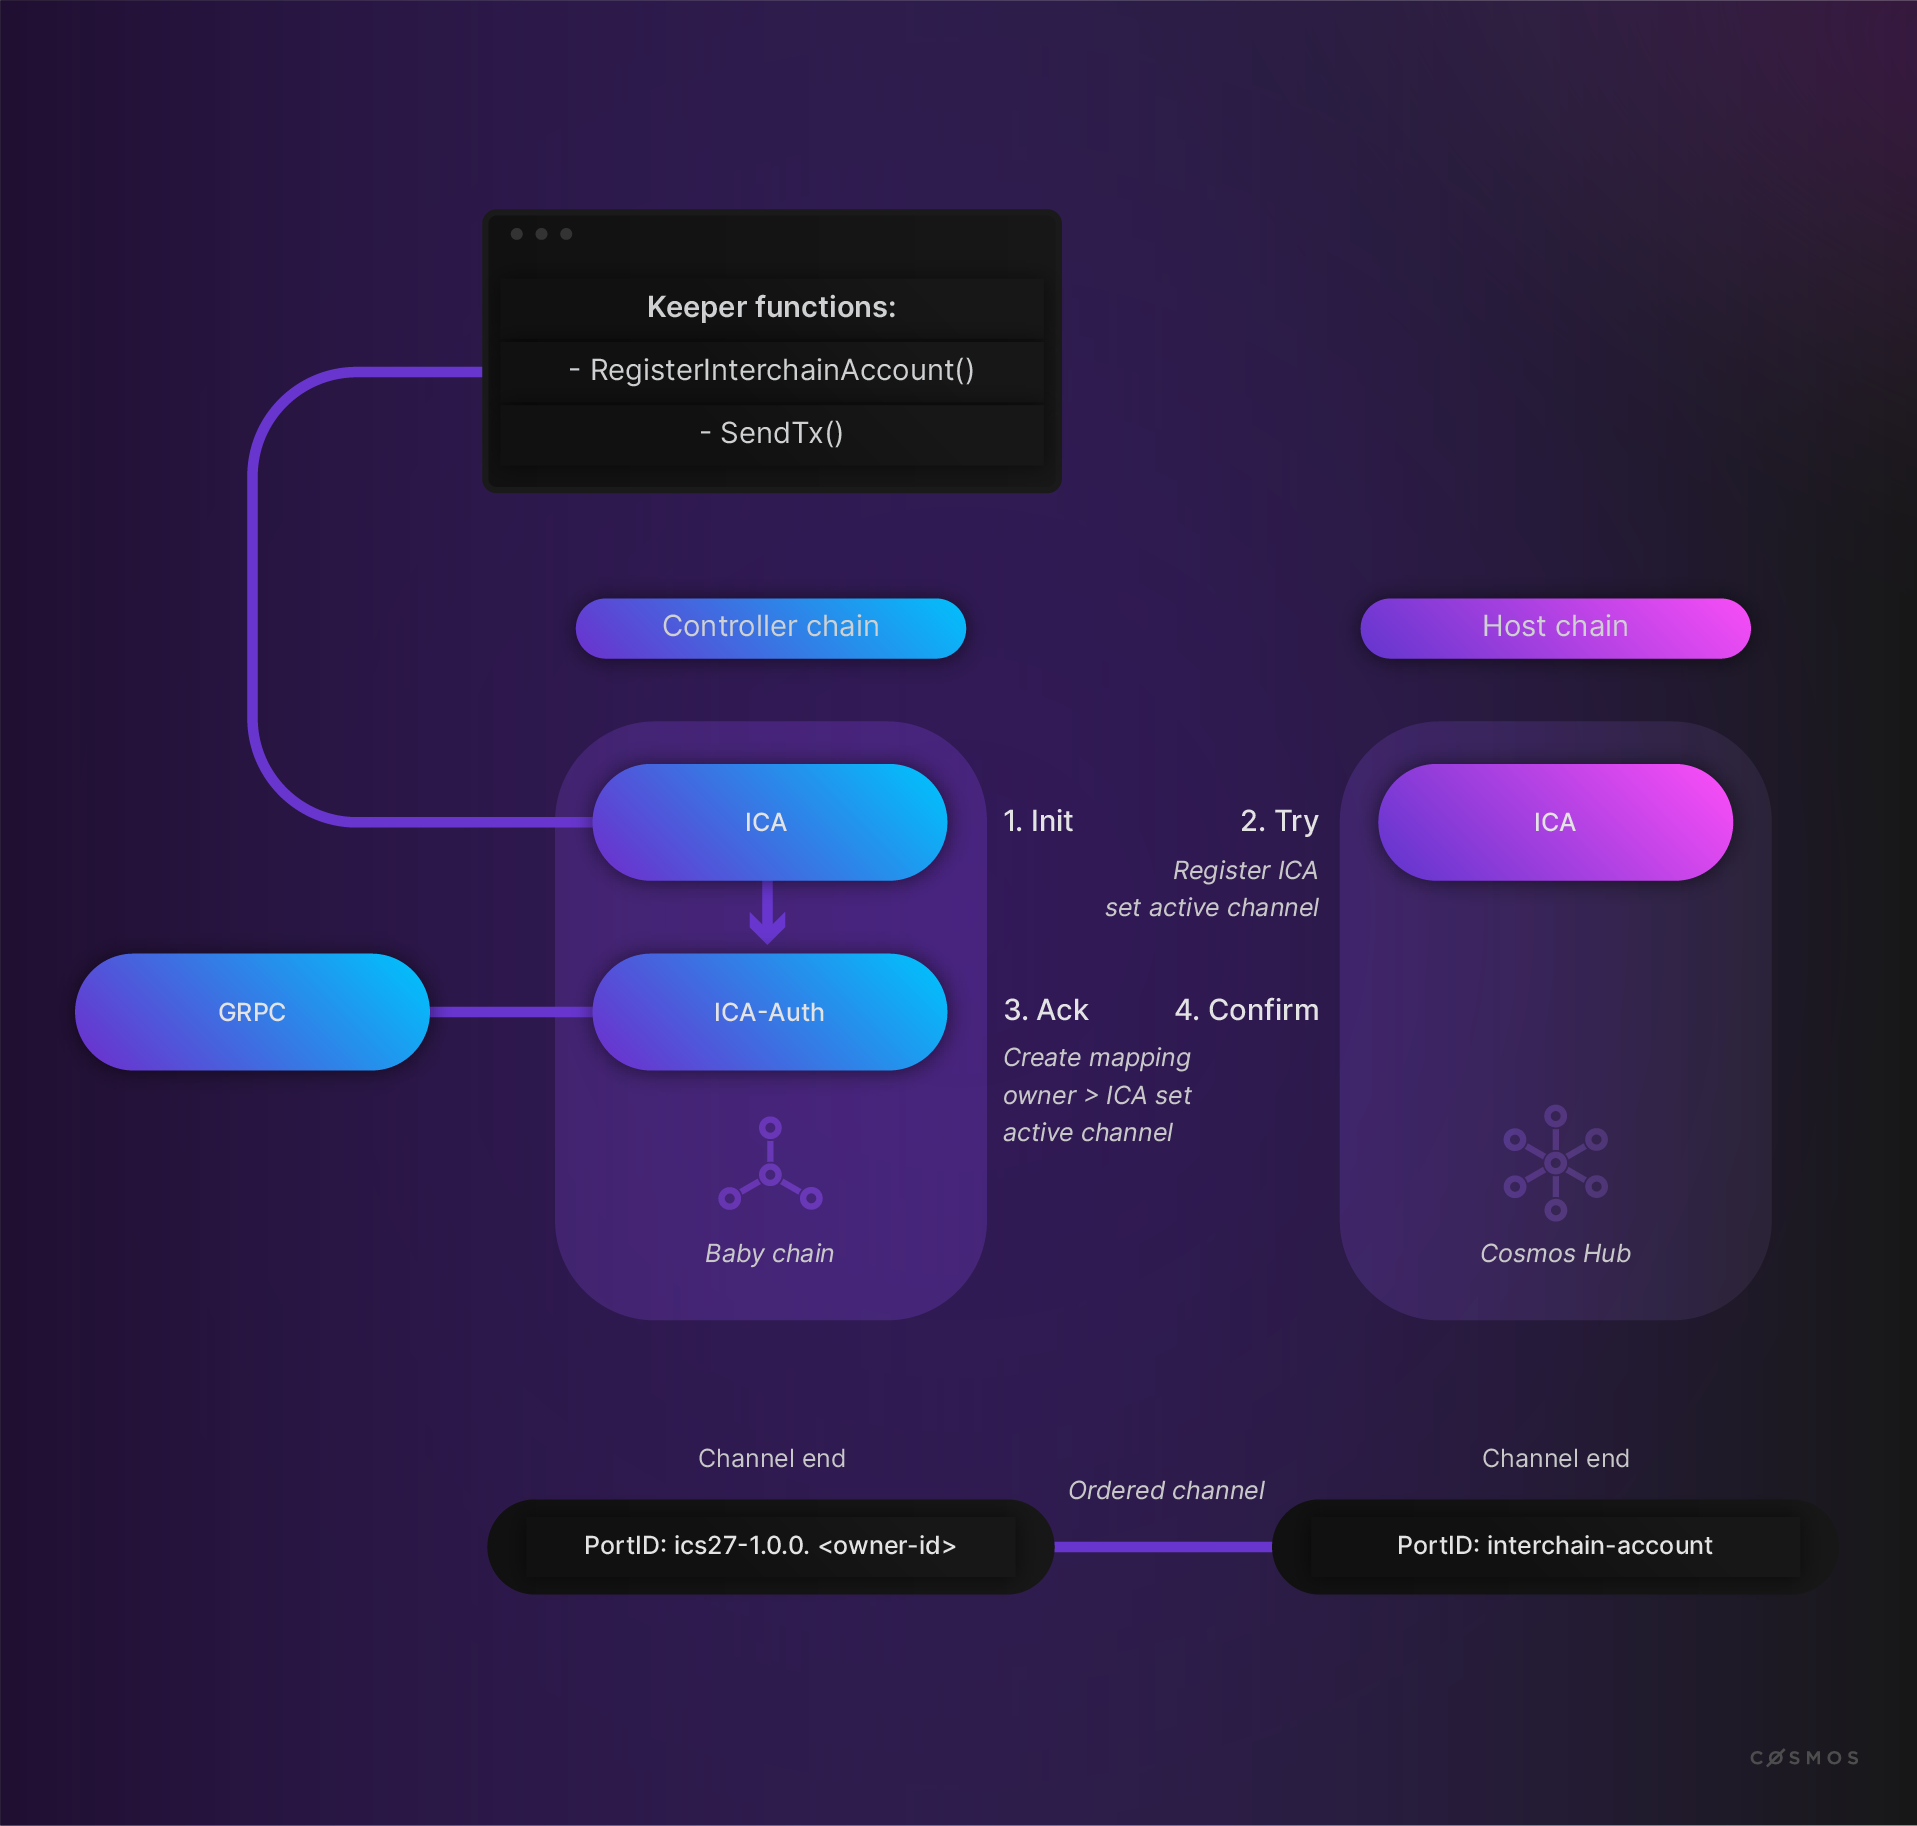 Keeper functions:
- RegisterInterchainAccount()
- SendTx()
Controller chain
Host chain
ICA
1. Init
2. Try
ICA
Register ICA
set active channel
GRPC
ICA-Auth
3. Ack
4. Confirm
Create mapping
owner > ICA set
active channel
Baby chain
Cosmos Hub
Channel end
Channel end
Ordered channel
PortID: ics27-1.0.0. <owner-id>
PortID: interchain-account
CØSMOS